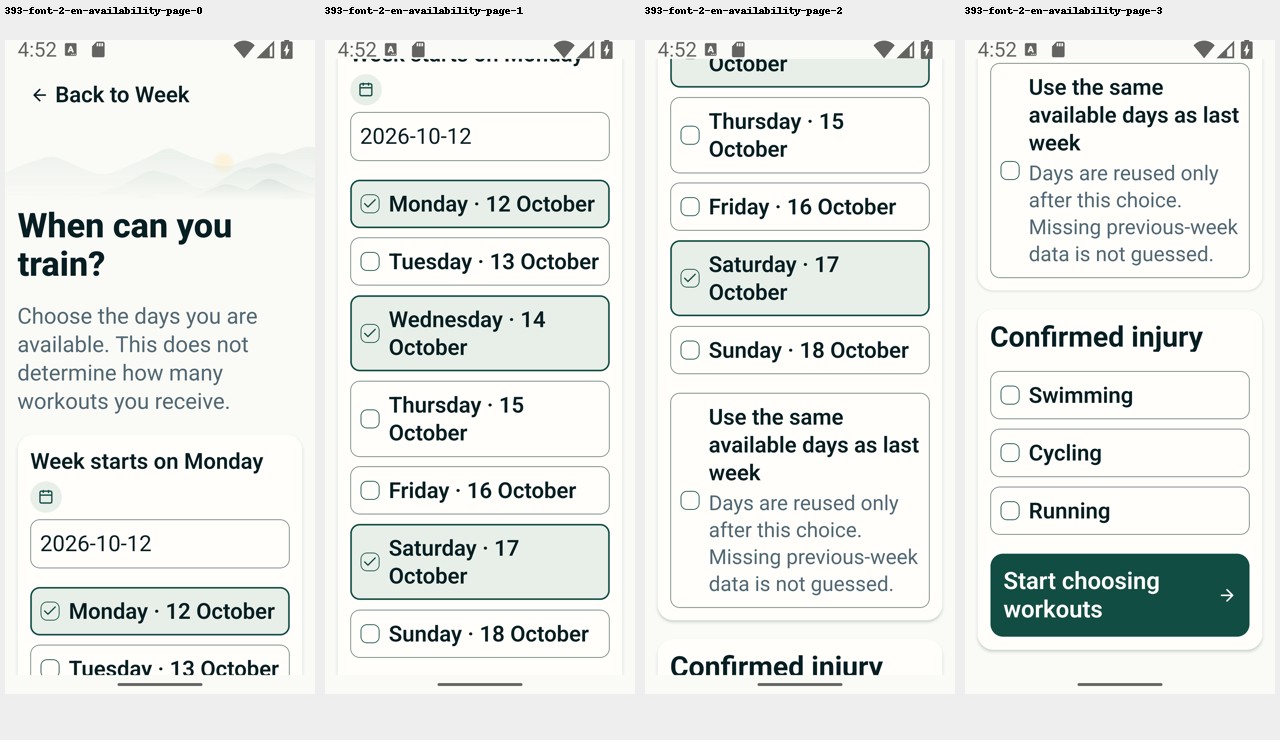 393-font-2-en-availability-page-0
4:52
Back to Week
When can you
train?
Choose the days you are
available. This does not
determine how many
workouts you receive.
Week starts on Monday
2026-10-12
Monday · 12 October
Tuesday · 13 October
393-font-2-en-availability-page-1
4:52
Week starts on Monday
2026-10-12
Monday · 12 October
Tuesday · 13 October
Wednesday · 14
October
Thursday · 15
October
Friday · 16 October
Saturday · 17
October
Sunday · 18 October
393-font-2-en-availability-page-2
4:52
October
Thursday · 15
October
Friday · 16 October
Saturday · 17
October
Sunday · 18 October
Use the same
available days as last
week
Days are reused only
after this choice.
Missing previous-week
data is not guessed.
Confirmed injury
393-font-2-en-availability-page-3
4:52
Use the same
available days as last
week
Days are reused only
after this choice.
Missing previous-week
data is not guessed.
Confirmed injury
Swimming
Cycling
Running
Start choosing
workouts